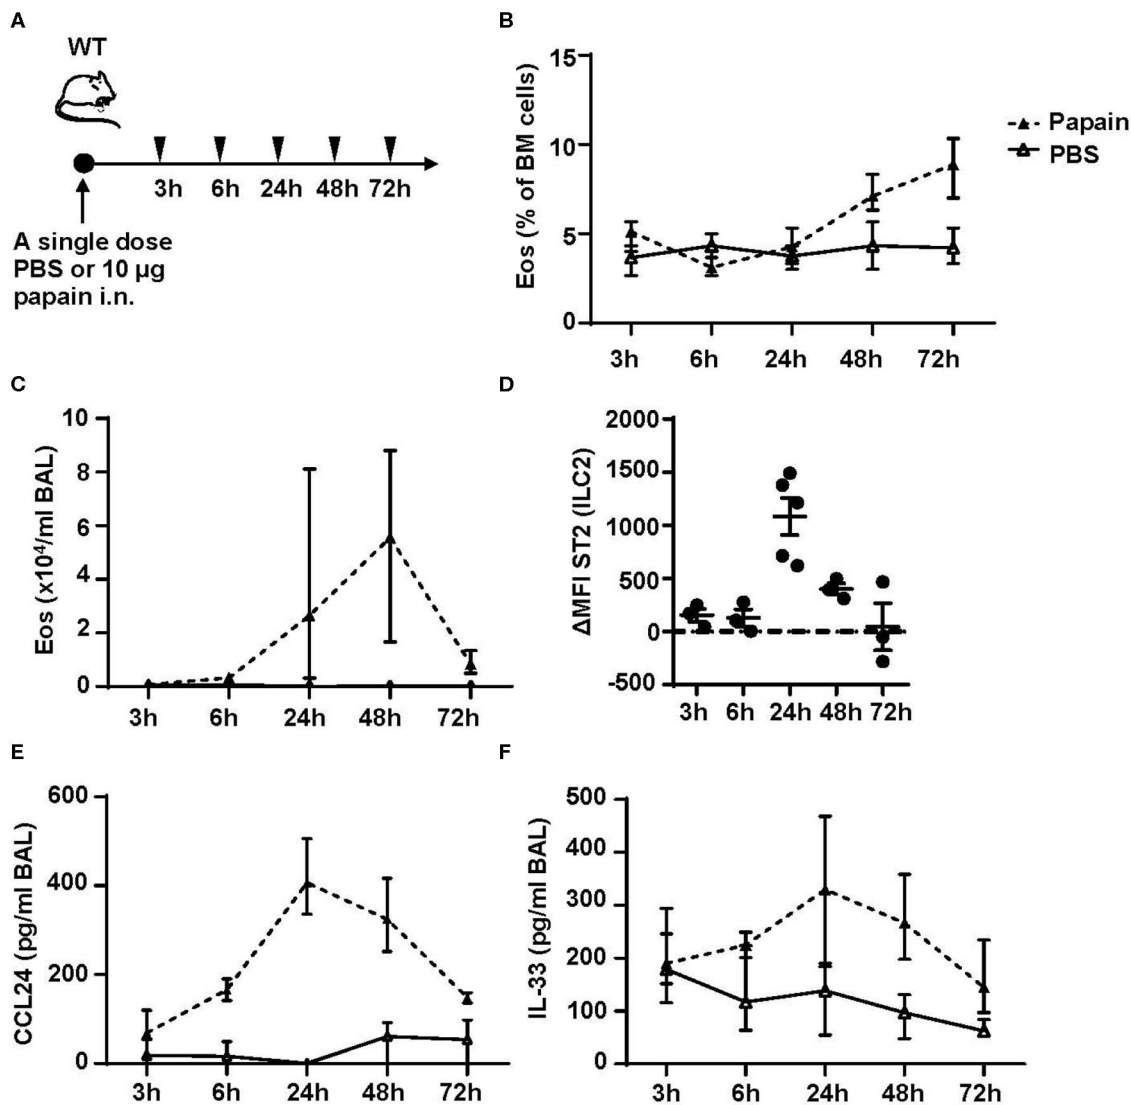 A
WT
3h 6h 24h 48h 72h
A single dose
PBS or 10 µg
papain i.n.
B
Eos (% of BM cells)
15
10
5
0
3h 6h 24h 48h 72h
Papain
PBS
C
Eos (x10⁴/ml BAL)
10
8
6
4
2
0
3h 6h 24h 48h 72h
D
ΔMFI ST2 (ILC2)
2000
1500
1000
500
0
-500
3h 6h 24h 48h 72h
E
CCL24 (pg/ml BAL)
600
400
200
0
3h 6h 24h 48h 72h
F
IL-33 (pg/ml BAL)
500
400
300
200
100
0
3h 6h 24h 48h 72h